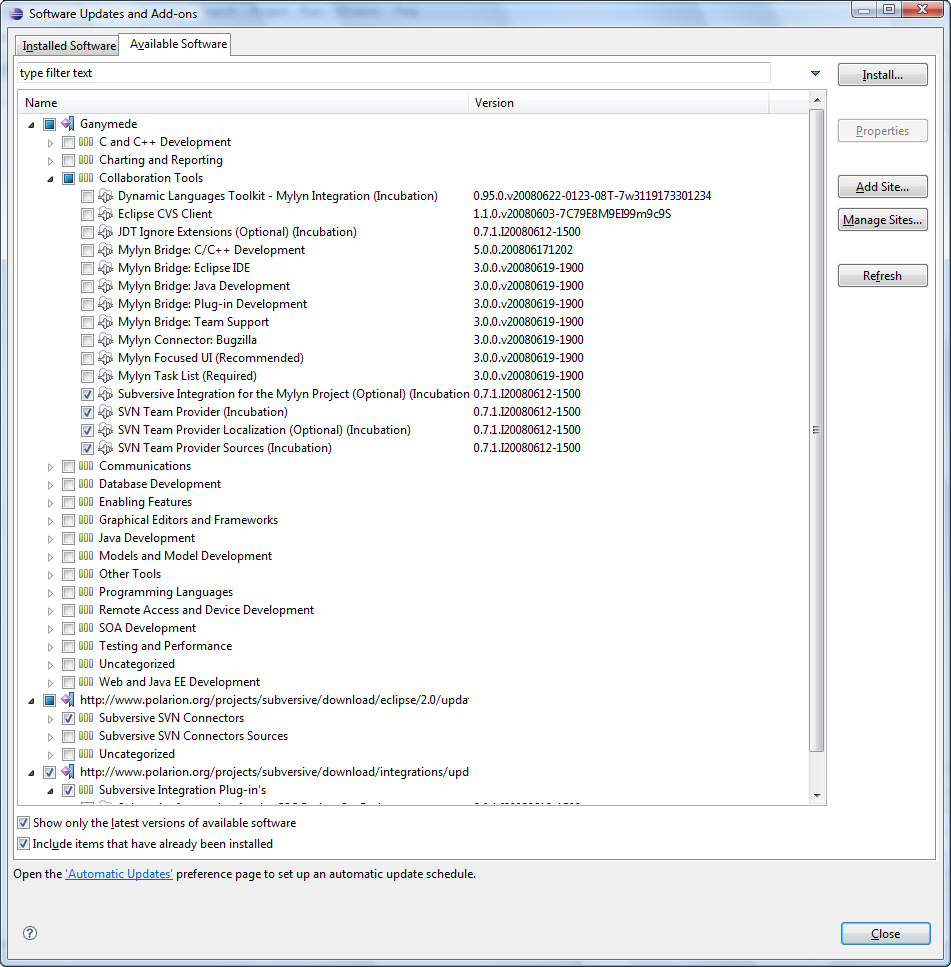 Software Updates and Add-ons
Installed Software
Available Software
type filter text
Install...
Name Version
Ganymede
C and C++ Development
Properties
Charting and Reporting
Collaboration Tools
Add Site...
Dynamic Languages Toolkit - Mylyn Integration (Incubation) 0.95.0.v20080622-0123-08T-7w3119173301234
Eclipse CVS Client 1.1.0.v20080603-7C79E8M9EI99m9c9S
Manage Sites...
JDT Ignore Extensions (Optional) (Incubation) 0.7.1.I20080612-1500
Mylyn Bridge: C/C++ Development 5.0.0.200806171202
Mylyn Bridge: Eclipse IDE 3.0.0.v20080619-1900
Refresh
Mylyn Bridge: Java Development 3.0.0.v20080619-1900
Mylyn Bridge: Plug-in Development 3.0.0.v20080619-1900
Mylyn Bridge: Team Support 3.0.0.v20080619-1900
Mylyn Connector: Bugzilla 3.0.0.v20080619-1900
Mylyn Focused UI (Recommended) 3.0.0.v20080619-1900
Mylyn Task List (Required) 3.0.0.v20080619-1900
Subversive Integration for the Mylyn Project (Optional) (Incubation 0.7.1.I20080612-1500
SVN Team Provider (Incubation) 0.7.1.I20080612-1500
SVN Team Provider Localization (Optional) (Incubation) 0.7.1.I20080612-1500
SVN Team Provider Sources (Incubation) 0.7.1.I20080612-1500
Communications
Database Development
Enabling Features
Graphical Editors and Frameworks
Java Development
Models and Model Development
Other Tools
Programming Languages
Remote Access and Device Development
SOA Development
Testing and Performance
Uncategorized
Web and Java EE Development
http://www.polarion.org/projects/subversive/download/eclipse/2.0/upda
Subversive SVN Connectors
Subversive SVN Connectors Sources
Uncategorized
http://www.polarion.org/projects/subversive/download/integrations/upd
Subversive Integration Plug-in's
Show only the latest versions of available software
Include items that have already been installed
Open the 'Automatic Updates' preference page to set up an automatic update schedule.
Close